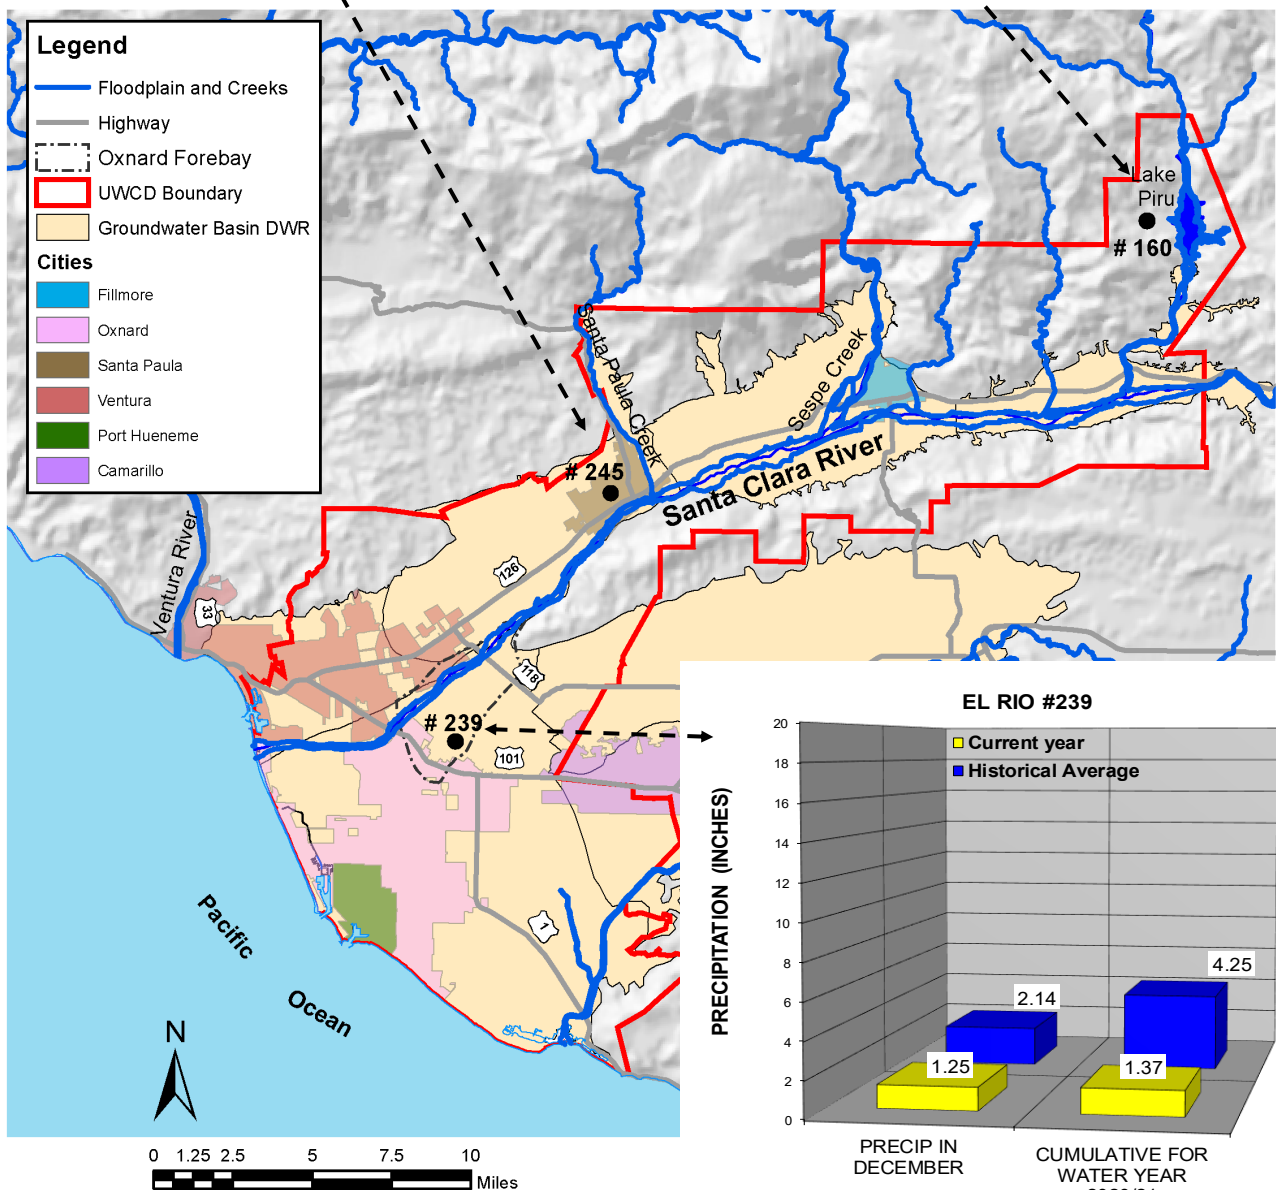 Legend
Floodplain and Creeks
Highway
Oxnard Forebay
UWCD Boundary
Groundwater Basin DWR
Cities
Fillmore
Oxnard
Santa Paula
Ventura
Port Hueneme
Camarillo
Lake
Piru
# 160
Santa Paula Creek
Sespe Creek
# 245
Santa Clara River
Ventura River
33
126
118
# 239
101
1
Pacific
Ocean
N
0 1.25 2.5 5 7.5 10
Miles
EL RIO #239
Current year
Historical Average
PRECIPITATION (INCHES)
20
18
16
14
12
10
8
6
4
2
0
2.14
4.25
1.25
1.37
PRECIP IN
DECEMBER
CUMULATIVE FOR
WATER YEAR